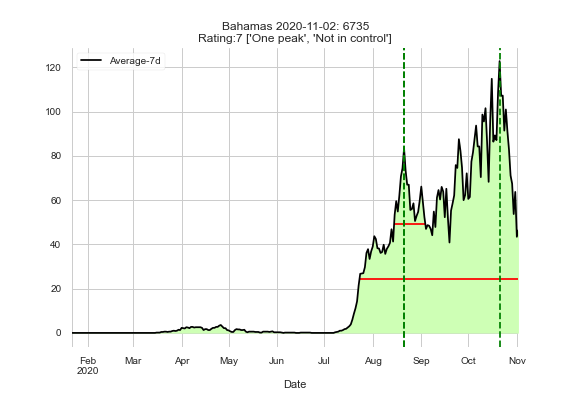 Bahamas 2020-11-02: 6735
Rating:7 ['One peak', 'Not in control']
Average-7d
120
100
80
60
40
20
0
Feb Mar Apr May Jun Jul Aug Sep Oct Nov
2020
Date